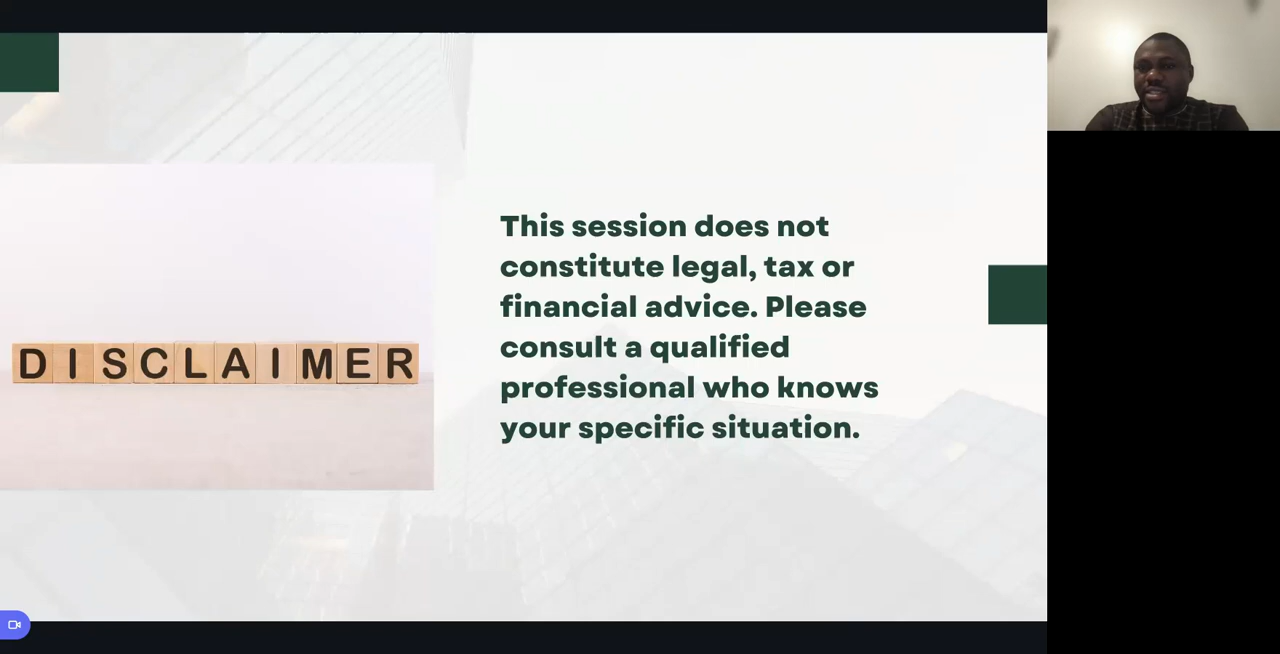 DISCLAIMER
This session does not
constitute legal, tax or
financial advice. Please
consult a qualified
professional who knows
your specific situation.